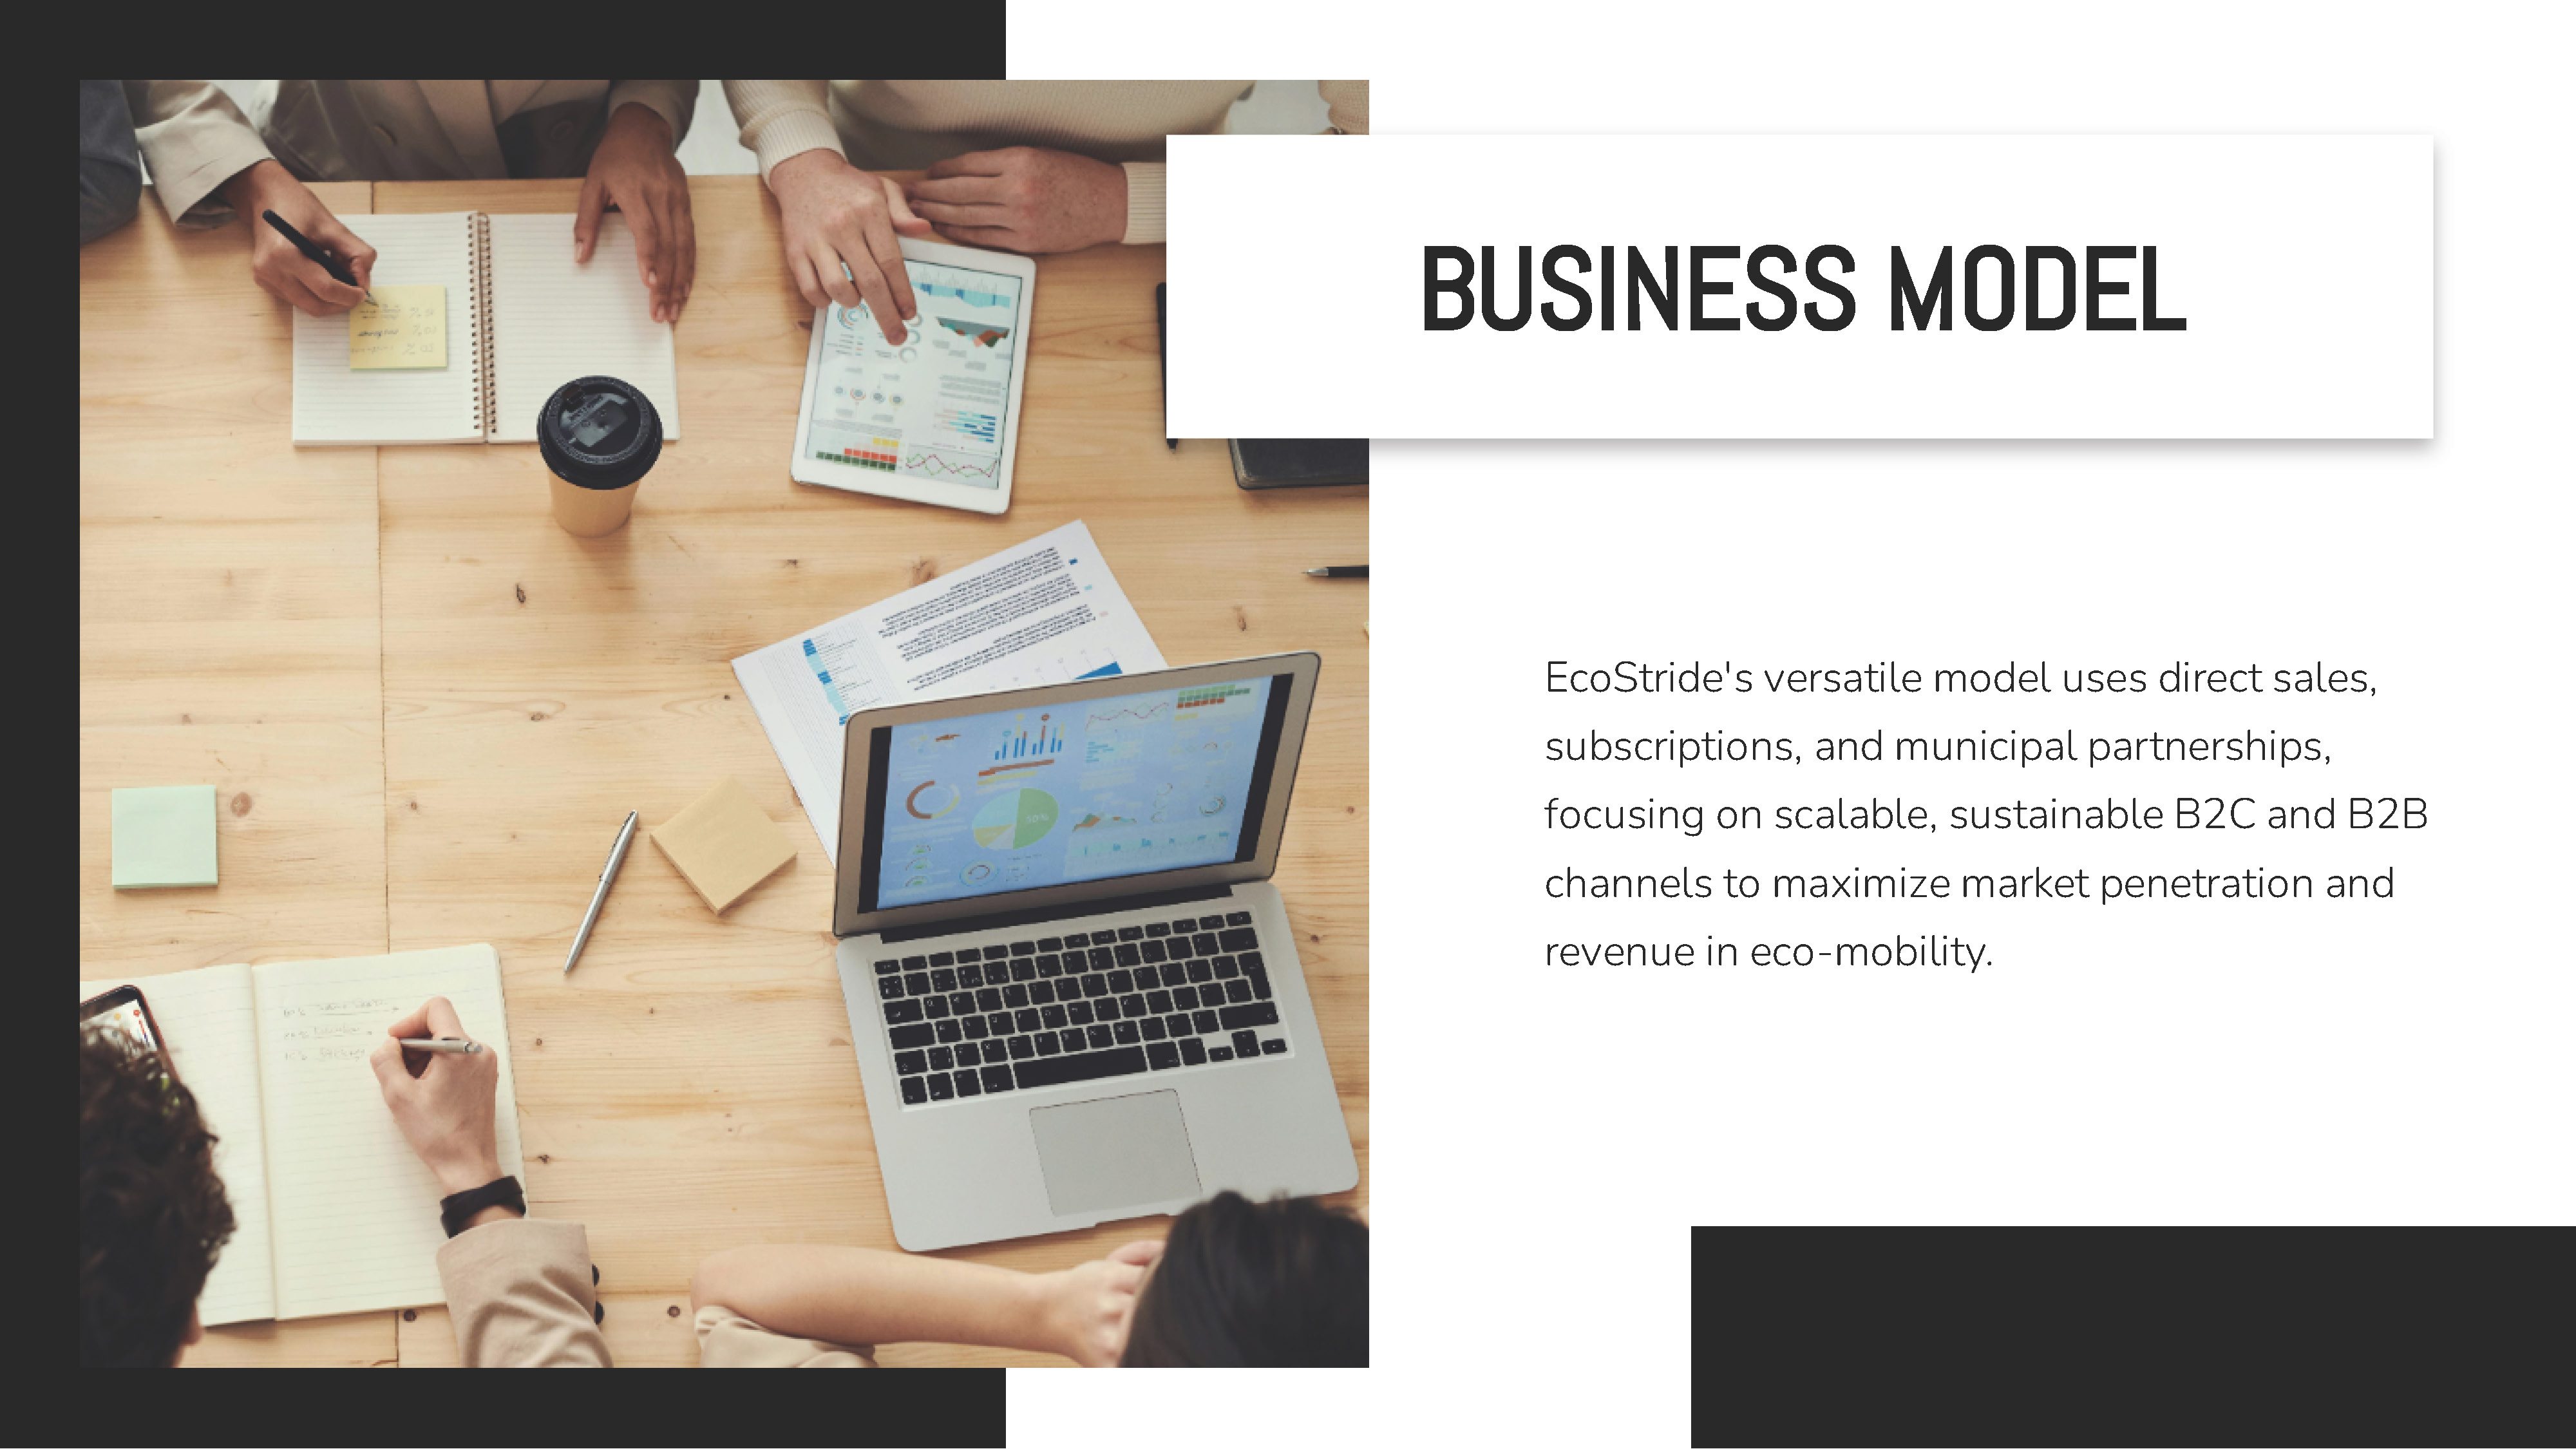 BUSINESS MODEL
EcoStride's versatile model uses direct sales,
subscriptions, and municipal partnerships,
focusing on scalable, sustainable B2C and B2B
channels to maximize market penetration and
revenue in eco-mobility.